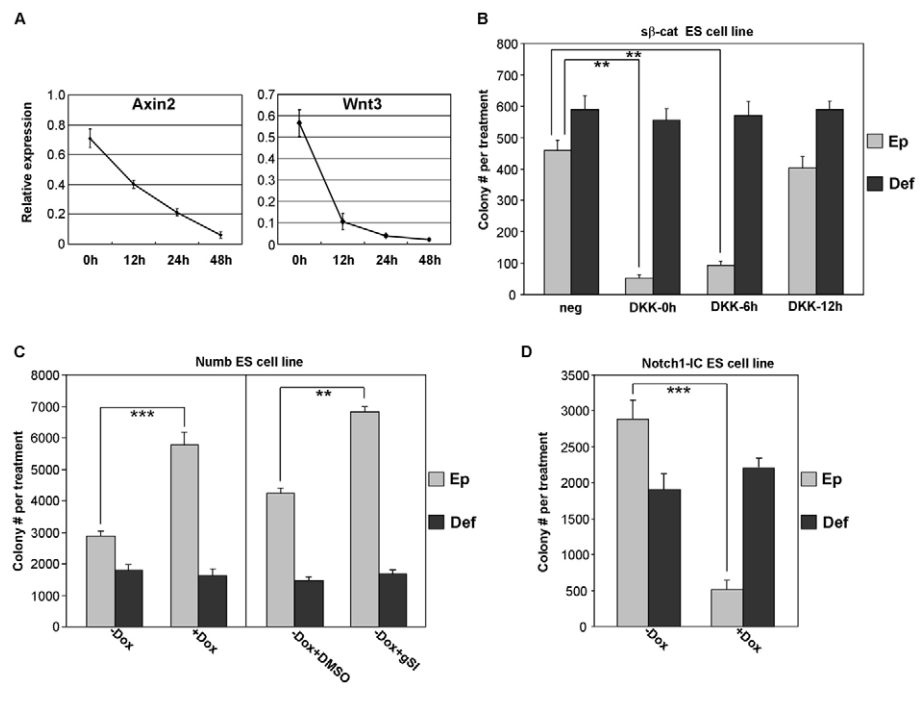 A
Axin2
Relative expression
1.0
0.8
0.6
0.4
0.2
0
0h 12h 24h 48h
Wnt3
0.7
0.6
0.5
0.4
0.3
0.2
0.1
0
0h 12h 24h 48h
B
sβ-cat ES cell line
Colony # per treatment
800
700
600
500
400
300
200
100
0
**
**
neg DKK-0h DKK-6h DKK-12h
Ep
Def
C
Numb ES cell line
Colony # per treatment
8000
7000
6000
5000
4000
3000
2000
1000
0
***
**
-Dox +Dox -Dox+DMSO -Dox+gSI
Ep
Def
D
Notch1-IC ES cell line
Colony # per treatment
3500
3000
2500
2000
1500
1000
500
0
***
-Dox +Dox
Ep
Def